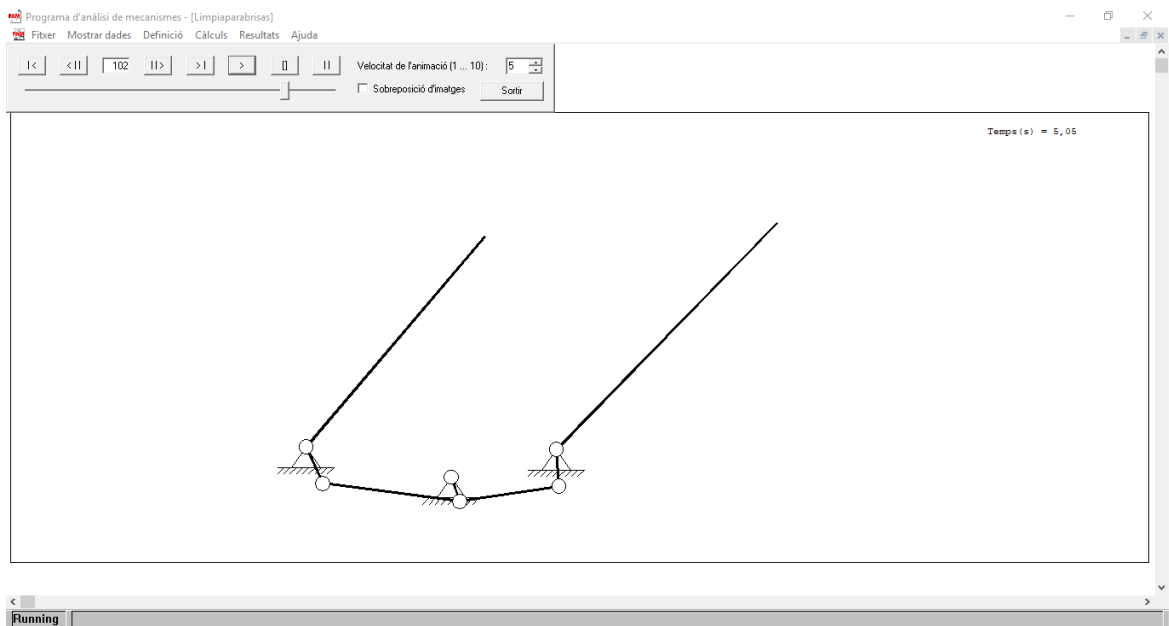 Programa d'anàlisi de mecanismes - [Limpiaparabrisas]
Fitxer Mostrar dades Definició Càlculs Resultats Ajuda
|< <|| 102 ||> >| > [] || Velocitat de l'animació (1 ... 10) : 5
Sobreposició d'imatges Sortir
Temps(s) = 5,05
Running